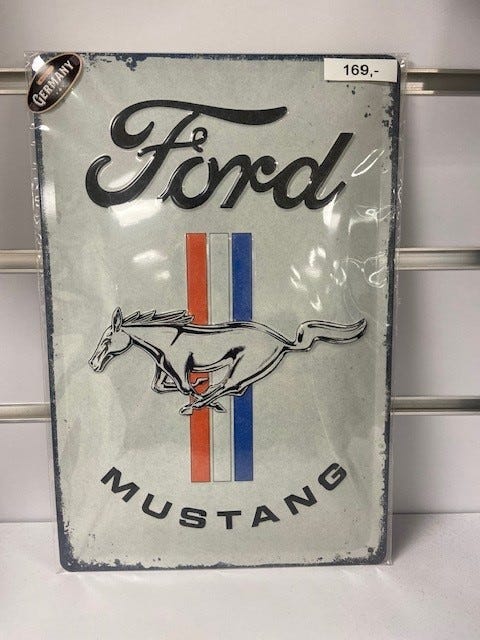 GERMANY
169,-
Ford
MUSTANG